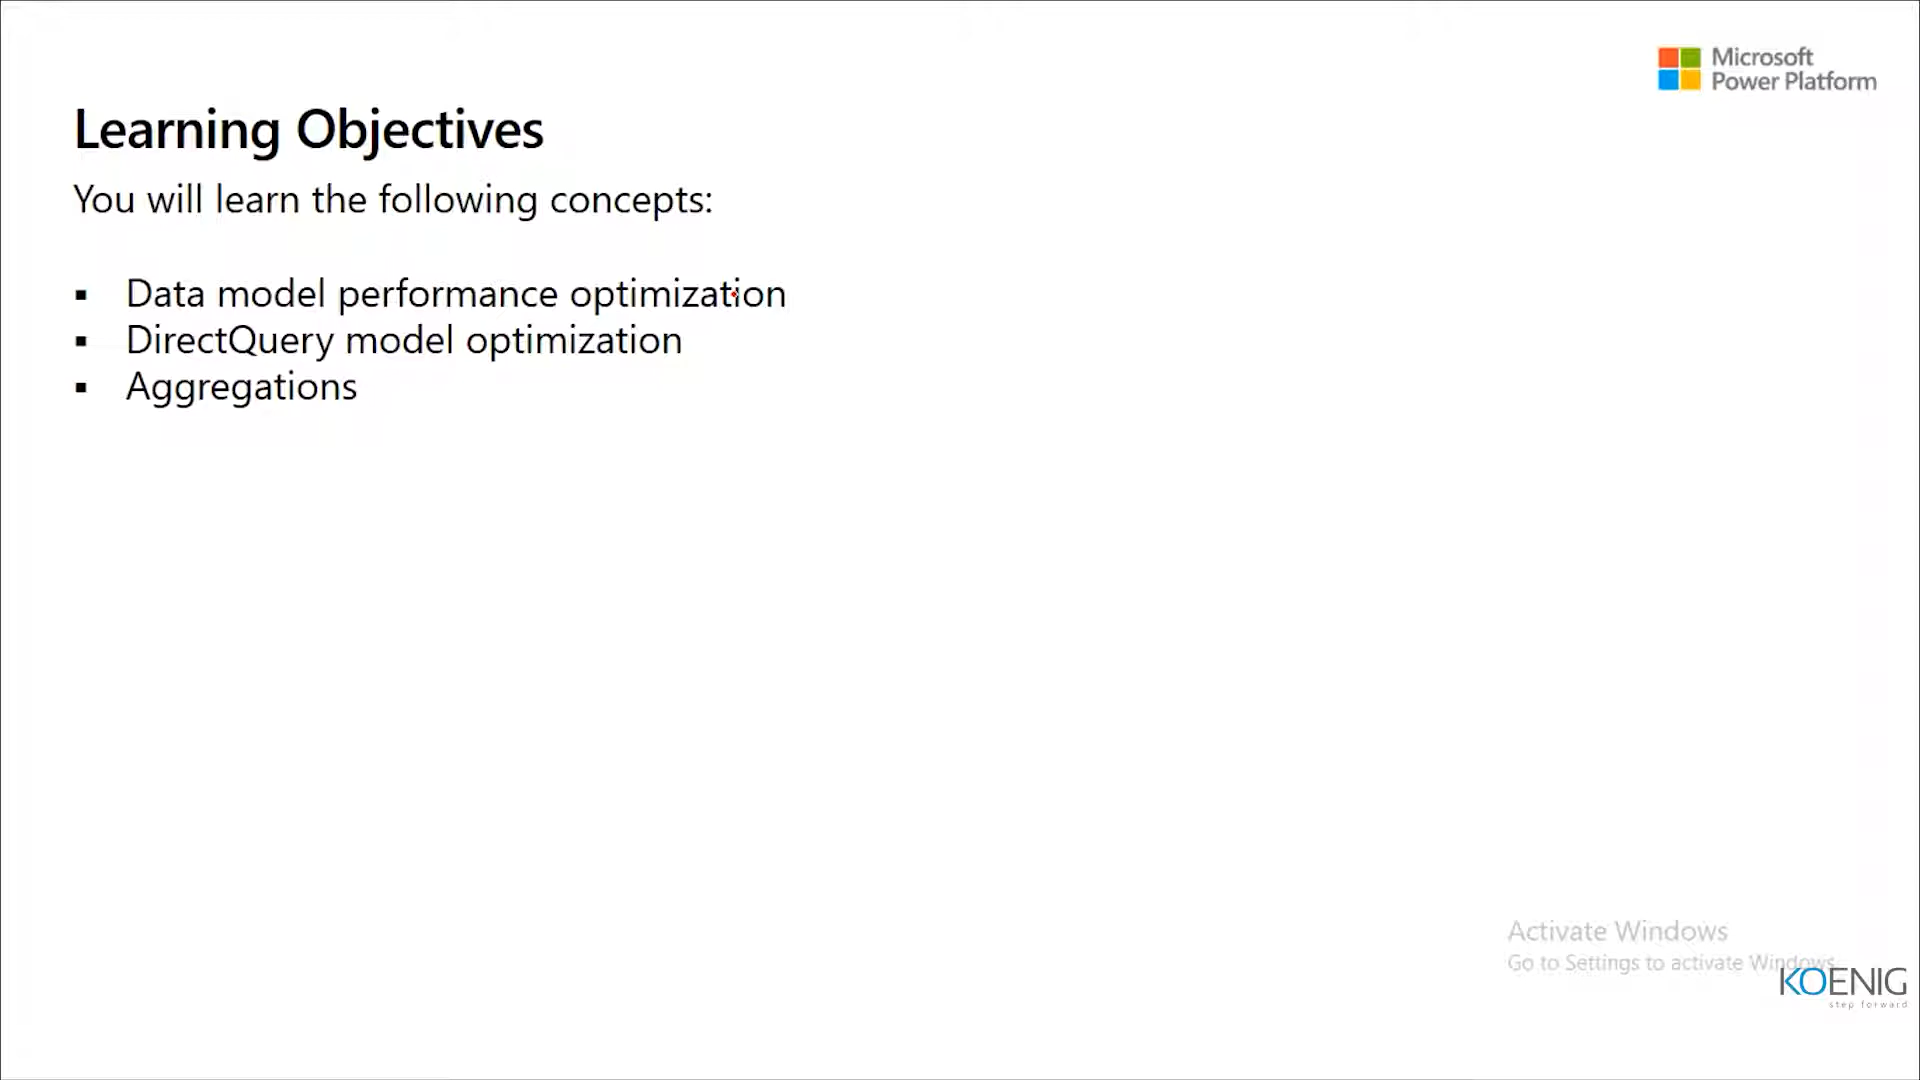 Microsoft
Power Platform
Learning Objectives
You will learn the following concepts:
▪ Data model performance optimization
▪ DirectQuery model optimization
▪ Aggregations
Activate Windows
Go to Settings to activate Windows.
KOENIG
step forward